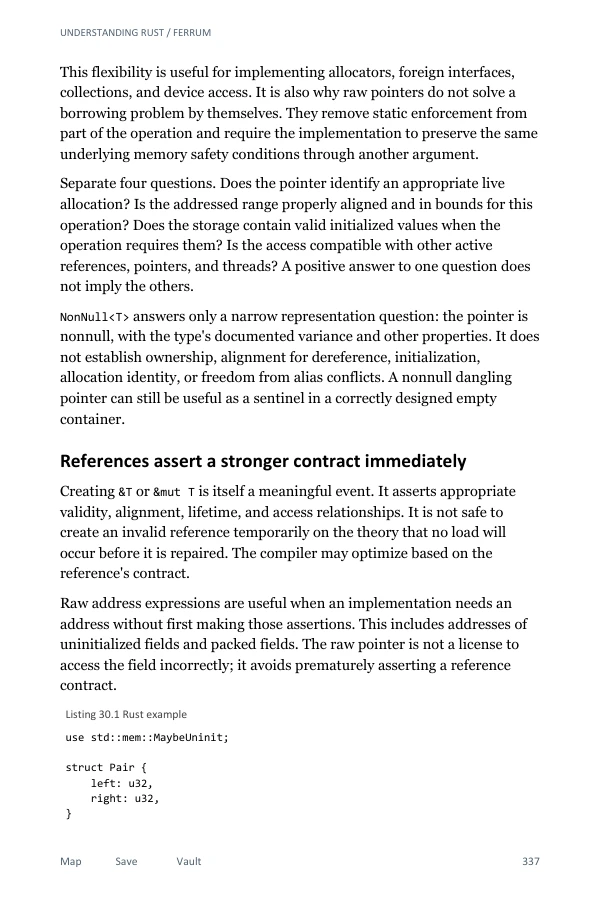 UNDERSTANDING RUST / FERRUM
This flexibility is useful for implementing allocators, foreign interfaces,
collections, and device access. It is also why raw pointers do not solve a
borrowing problem by themselves. They remove static enforcement from
part of the operation and require the implementation to preserve the same
underlying memory safety conditions through another argument.
Separate four questions. Does the pointer identify an appropriate live
allocation? Is the addressed range properly aligned and in bounds for this
operation? Does the storage contain valid initialized values when the
operation requires them? Is the access compatible with other active
references, pointers, and threads? A positive answer to one question does
not imply the others.
NonNull<T> answers only a narrow representation question: the pointer is
nonnull, with the type's documented variance and other properties. It does
not establish ownership, alignment for dereference, initialization,
allocation identity, or freedom from alias conflicts. A nonnull dangling
pointer can still be useful as a sentinel in a correctly designed empty
container.
References assert a stronger contract immediately
Creating &T or &mut T is itself a meaningful event. It asserts appropriate
validity, alignment, lifetime, and access relationships. It is not safe to
create an invalid reference temporarily on the theory that no load will
occur before it is repaired. The compiler may optimize based on the
reference's contract.
Raw address expressions are useful when an implementation needs an
address without first making those assertions. This includes addresses of
uninitialized fields and packed fields. The raw pointer is not a license to
access the field incorrectly; it avoids prematurely asserting a reference
contract.
Listing 30.1 Rust example
use std::mem::MaybeUninit;
struct Pair {
    left: u32,
    right: u32,
}
Map Save Vault 337